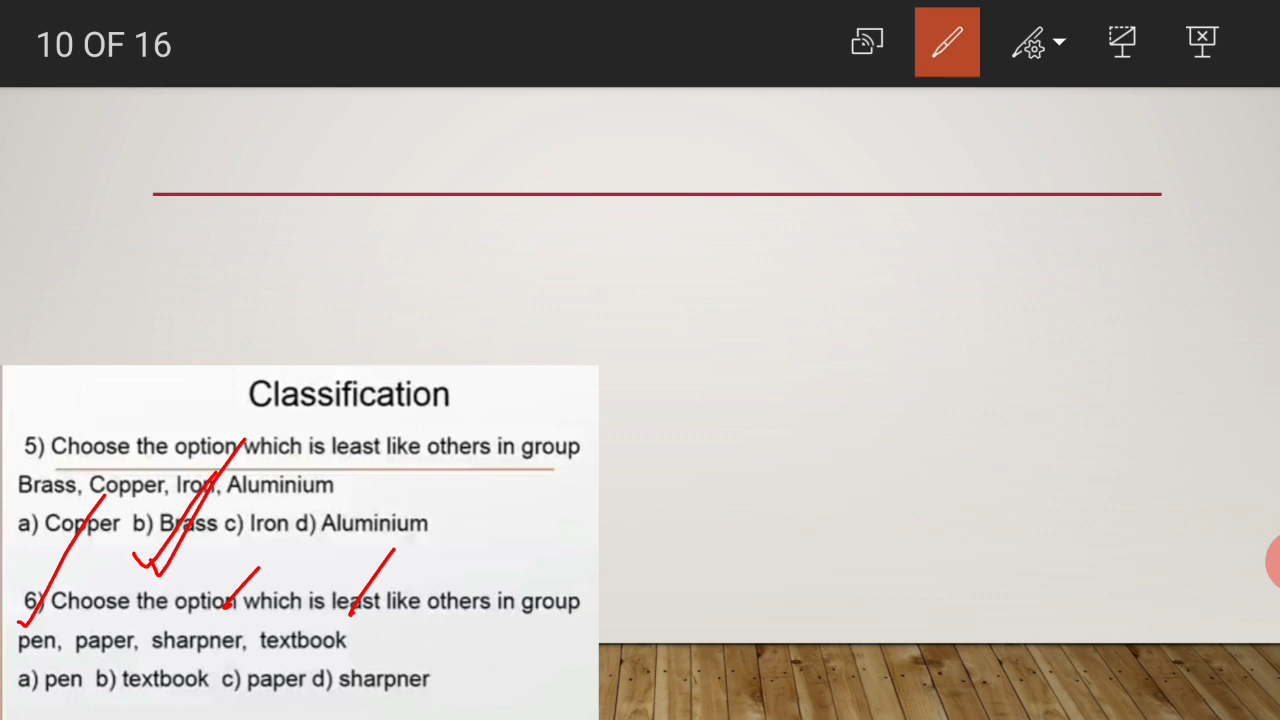 10 OF 16
Classification
5) Choose the option which is least like others in group
Brass, Copper, Iron, Aluminium
a) Copper b) Brass c) Iron d) Aluminium
6) Choose the option which is least like others in group
pen, paper, sharpner, textbook
a) pen b) textbook c) paper d) sharpner